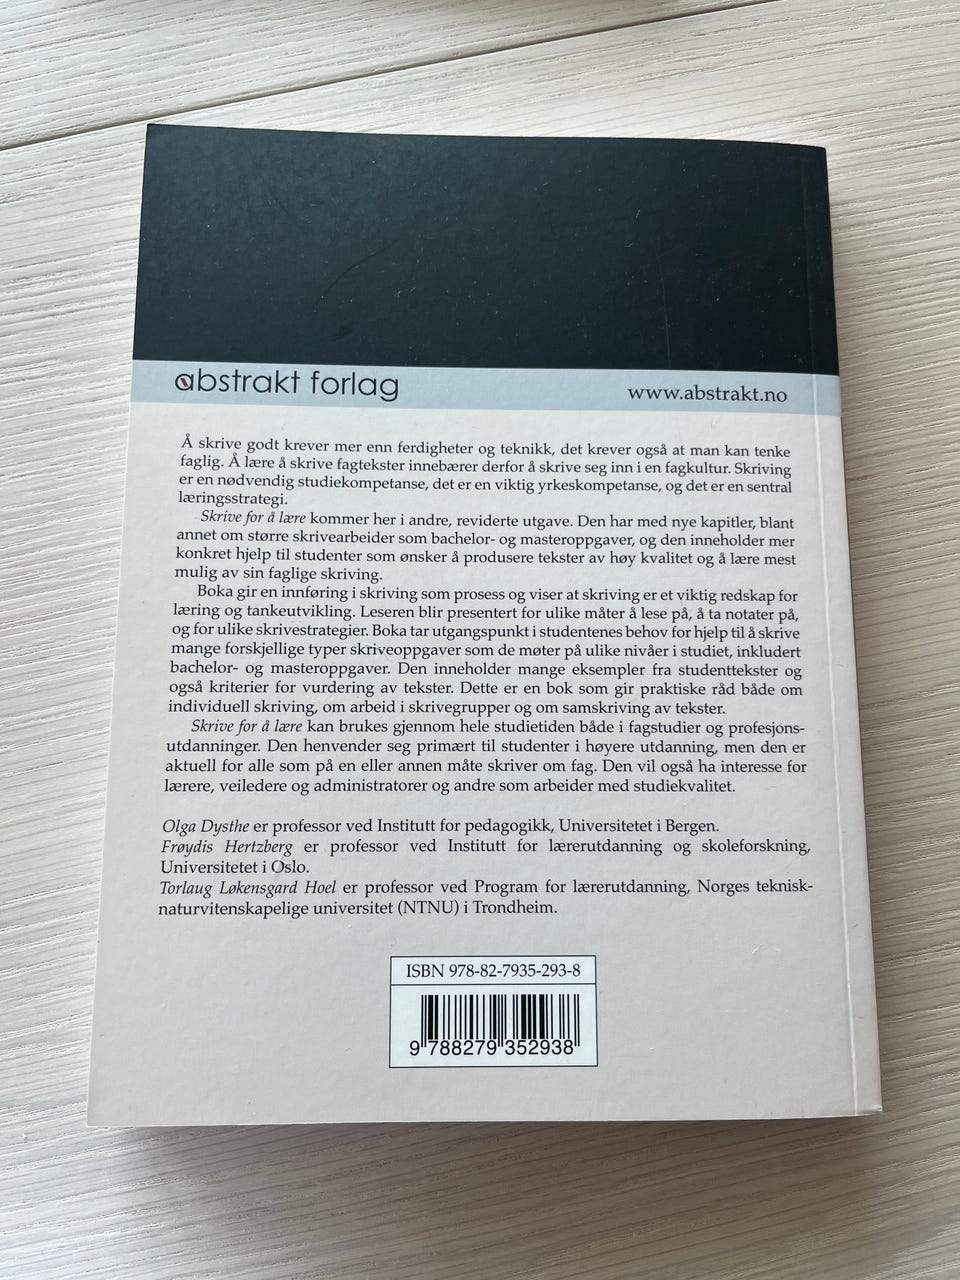 abstrakt forlag
www.abstrakt.no
Å skrive godt krever mer enn ferdigheter og teknikk, det krever også at man kan tenke
faglig. Å lære å skrive fagtekster innebærer derfor å skrive seg inn i en fagkultur. Skriving
er en nødvendig studiekompetanse, det er en viktig yrkeskompetanse, og det er en sentral
læringsstrategi.
Skrive for å lære kommer her i andre, reviderte utgave. Den har med nye kapitler, blant
annet om større skrivearbeider som bachelor- og masteroppgaver, og den inneholder mer
konkret hjelp til studenter som ønsker å produsere tekster av høy kvalitet og å lære mest
mulig av sin faglige skriving.
Boka gir en innføring i skriving som prosess og viser at skriving er et viktig redskap for
læring og tankeutvikling. Leseren blir presentert for ulike måter å lese på, å ta notater på,
og for ulike skrivestrategier. Boka tar utgangspunkt i studentenes behov for hjelp til å skrive
mange forskjellige typer skriveoppgaver som de møter på ulike nivåer i studiet, inkludert
bachelor- og masteroppgaver. Den inneholder mange eksempler fra studenttekster og
også kriterier for vurdering av tekster. Dette er en bok som gir praktiske råd både om
individuell skriving, om arbeid i skrivegrupper og om samskriving av tekster.
Skrive for å lære kan brukes gjennom hele studietiden både i fagstudier og profesjons-
utdanninger. Den henvender seg primært til studenter i høyere utdanning, men den er
aktuell for alle som på en eller annen måte skriver om fag. Den vil også ha interesse for
lærere, veiledere og administratorer og andre som arbeider med studiekvalitet.
Olga Dysthe er professor ved Institutt for pedagogikk, Universitetet i Bergen.
Frøydis Hertzberg er professor ved Institutt for lærerutdanning og skoleforskning,
Universitetet i Oslo.
Torlaug Løkensgard Hoel er professor ved Program for lærerutdanning, Norges teknisk-
naturvitenskapelige universitet (NTNU) i Trondheim.
ISBN 978-82-7935-293-8
9 788279 352938